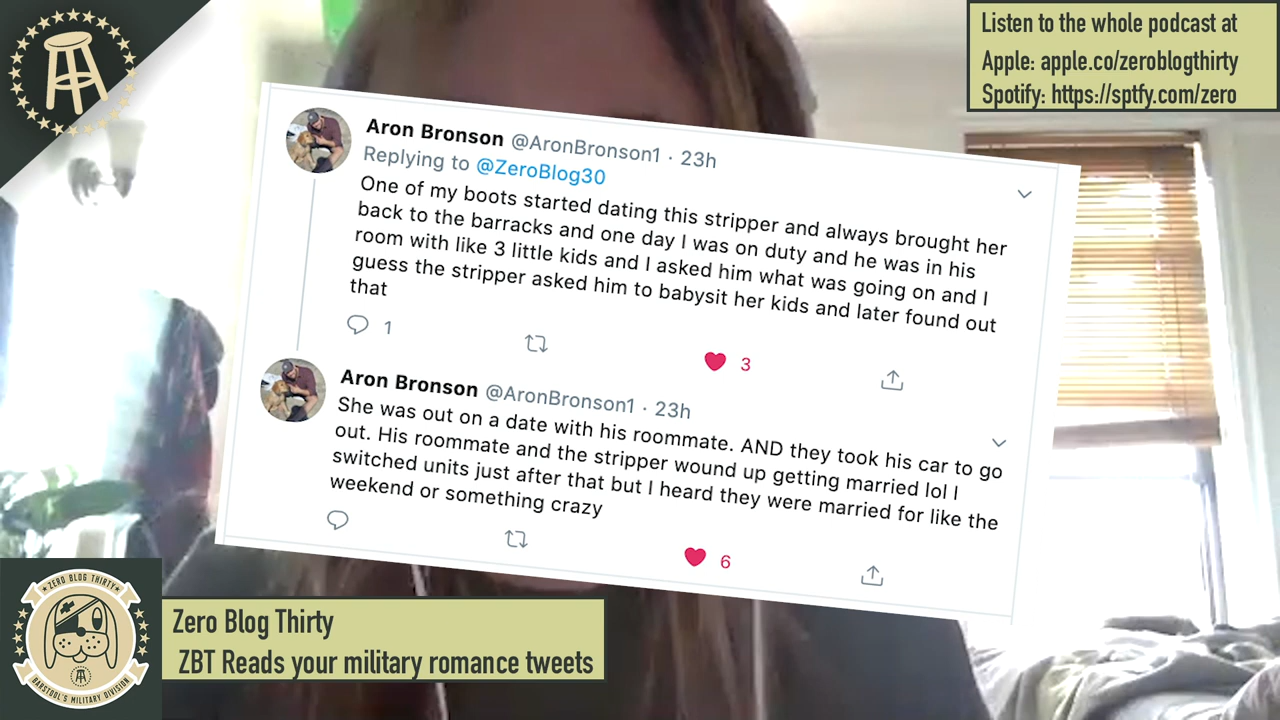 Listen to the whole podcast at
Apple: apple.co/zeroblogthirty
Spotify: https://sptfy.com/zero
Aron Bronson @AronBronson1 · 23h
Replying to @ZeroBlog30
One of my boots started dating this stripper and always brought her
back to the barracks and one day I was on duty and he was in his
room with like 3 little kids and I asked him what was going on and I
guess the stripper asked him to babysit her kids and later found out
that
1
3
Aron Bronson @AronBronson1 · 23h
She was out on a date with his roommate. AND they took his car to go
out. His roommate and the stripper wound up getting married lol I
switched units just after that but I heard they were married for like the
weekend or something crazy
6
ZERO BLOG THIRTY
BARSTOOL'S MILITARY DIVISION
Zero Blog Thirty
ZBT Reads your military romance tweets